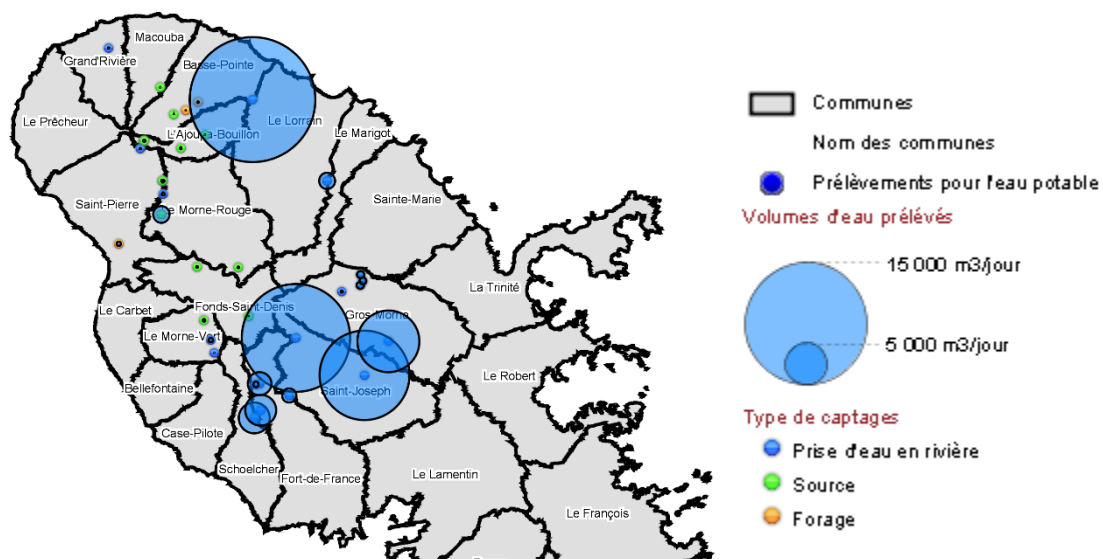 Macouba
Grand'Rivière
Basse-Pointe
Le Prêcheur
Le Lorrain
L'Ajoupa-Bouillon
Le Marigot
Saint-Pierre
Le Morne-Rouge
Sainte-Marie
La Trinité
Le Carbet
Fonds-Saint-Denis
Gros-Morne
Le Morne-Vert
Le Robert
Bellefontaine
Saint-Joseph
Case-Pilote
Schoelcher
Fort-de-France
Le Lamentin
Le François
Communes
Nom des communes
Prélèvements pour l'eau potable
Volumes d'eau prélévés
15 000 m3/jour
5 000 m3/jour
Type de captages
Prise d'eau en rivière
Source
Forage